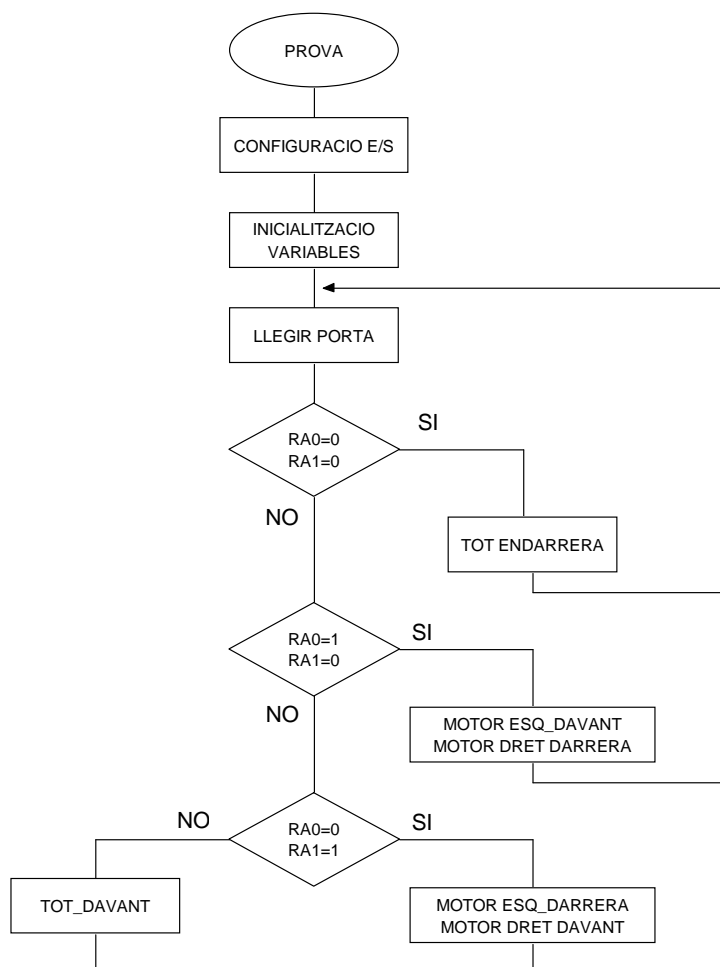 PROVA
CONFIGURACIO E/S
INICIALITZACIO
VARIABLES
LLEGIR PORTA
RA0=0
RA1=0
SI
NO
TOT ENDARRERA
RA0=1
RA1=0
SI
NO
MOTOR ESQ_DAVANT
MOTOR DRET DARRERA
RA0=0
RA1=1
NO
SI
TOT_DAVANT
MOTOR ESQ_DARRERA
MOTOR DRET DAVANT